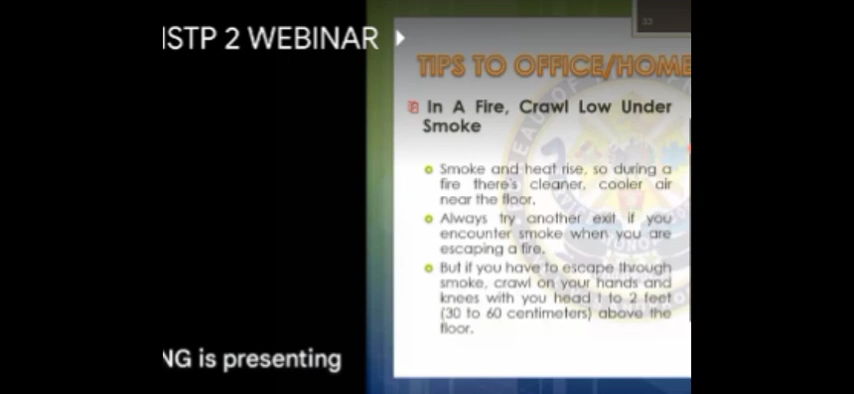 ISTP 2 WEBINAR
NG is presenting
33
TIPS TO OFFICE/HOME
In A Fire, Crawl Low Under
Smoke
Smoke and heat rise, so during a
fire there's cleaner, cooler air
near the floor.
Always try another exit if you
encounter smoke when you are
escaping a fire.
But if you have to escape through
smoke, crawl on your hands and
knees with you head 1 to 2 feet
(30 to 60 centimeters) above the
floor.